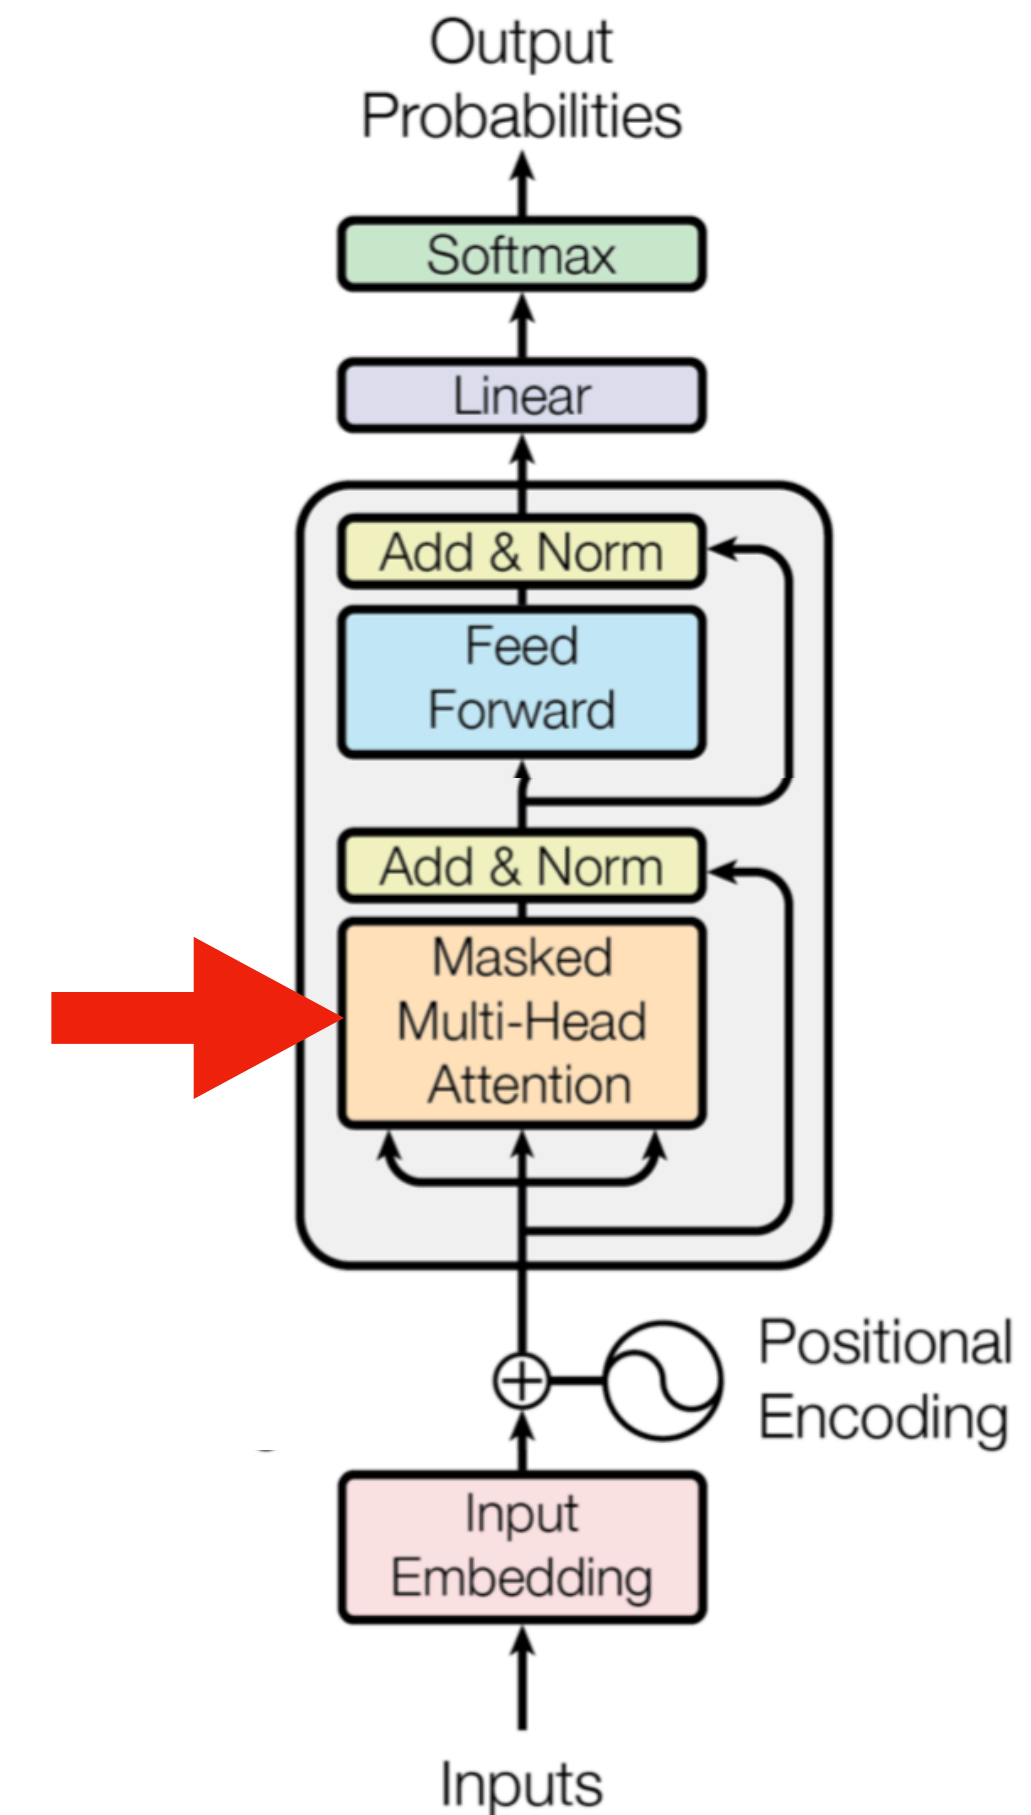 Output
Probabilities
Softmax
Linear
Add & Norm
Feed
Forward
Add & Norm
Masked
Multi-Head
Attention
Positional
Encoding
Input
Embedding
Inputs